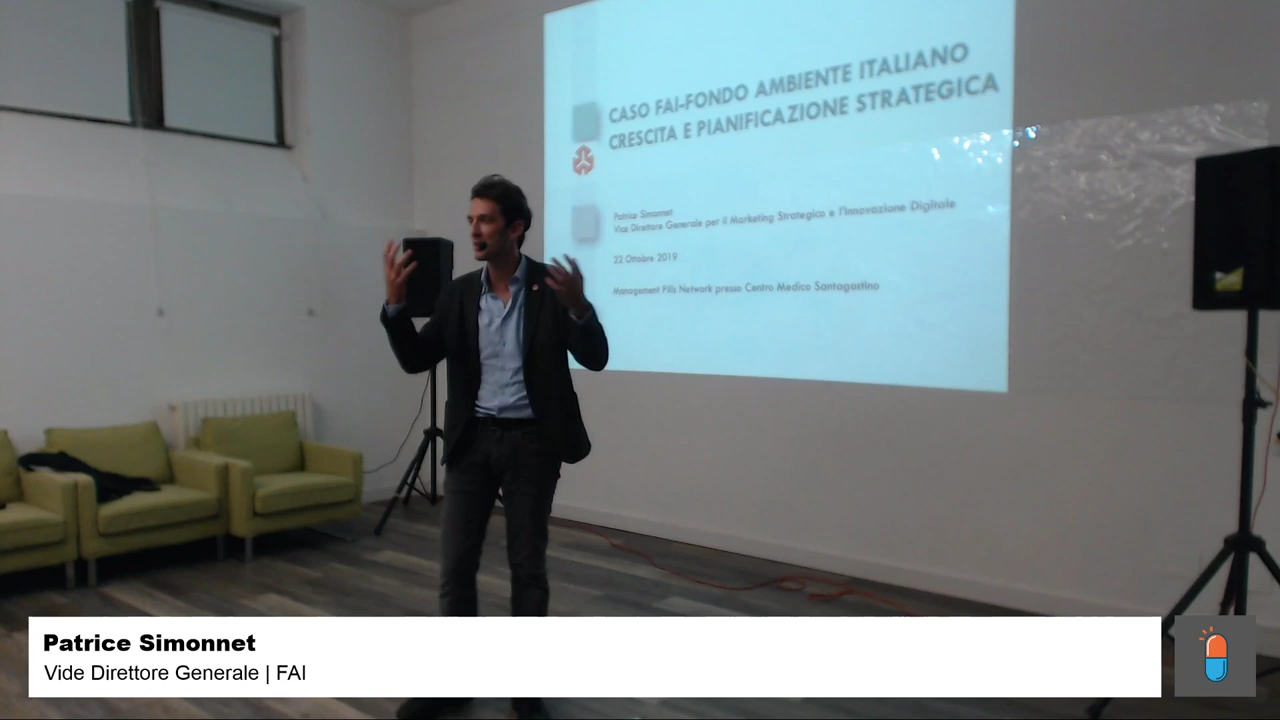 CASO FAI-FONDO AMBIENTE ITALIANO
CRESCITA E PIANIFICAZIONE STRATEGICA
Patrice Simonnet
Vice Direttore Generale per il Marketing Strategico e l'Innovazione Digitale
22 Ottobre 2019
Management Pills Network presso Centro Medico Santagostino
Patrice Simonnet
Vide Direttore Generale | FAI